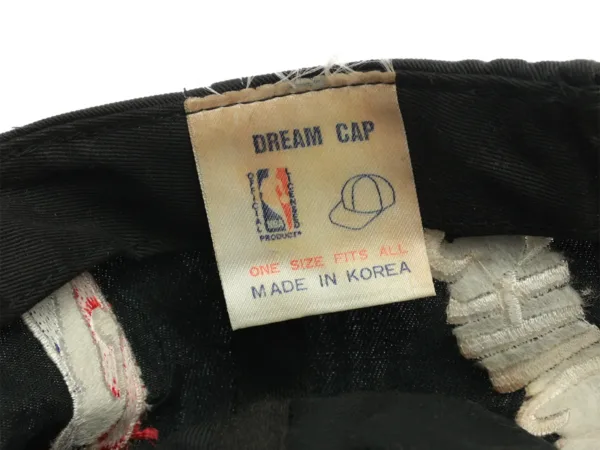 DREAM CAP
OFFICIAL
LICENSED
PRODUCT
ONE SIZE FITS ALL
MADE IN KOREA